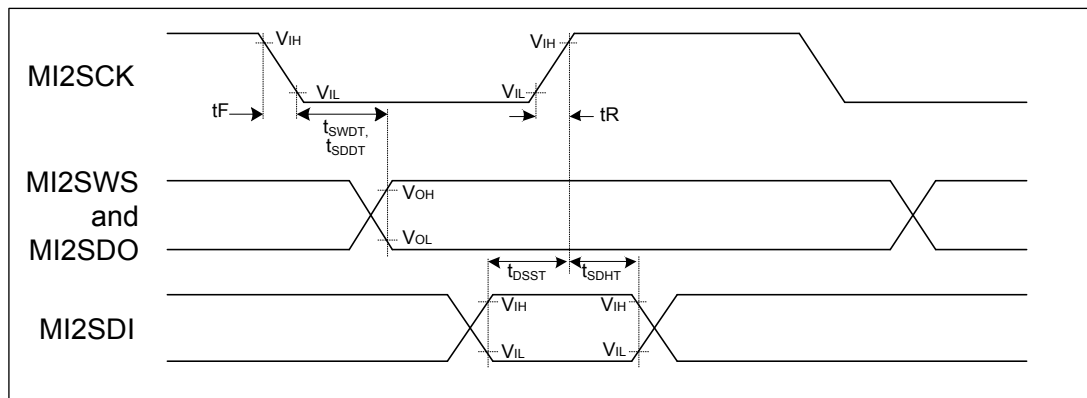 MI2SCK
VIH
VIH
VIL
VIL
tF
tSWDT,
tSDDT
tR
MI2SWS
and
MI2SDO
VOH
VOL
tDSST
tSDHT
MI2SDI
VIH
VIH
VIL
VIL